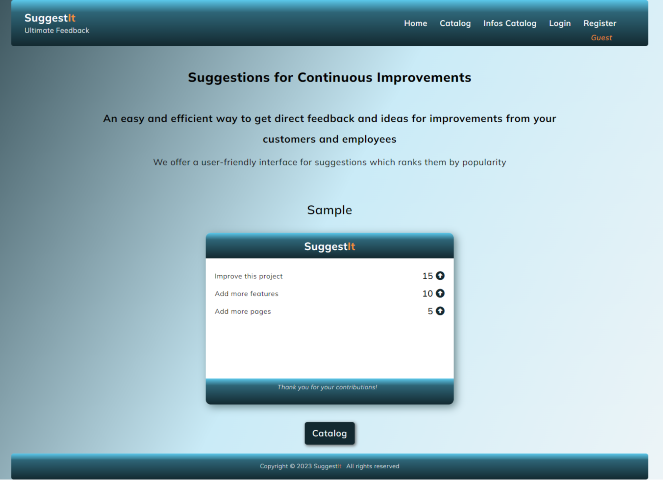 SuggestIt
Ultimate Feedback
Home Catalog Infos Catalog Login Register
Guest
Suggestions for Continuous Improvements
An easy and efficient way to get direct feedback and ideas for improvements from your
customers and employees
We offer a user-friendly interface for suggestions which ranks them by popularity
Sample
SuggestIt
Improve this project 15
Add more features 10
Add more pages 5
Thank you for your contributions!
Catalog
Copyright © 2023 SuggestIt All rights reserved